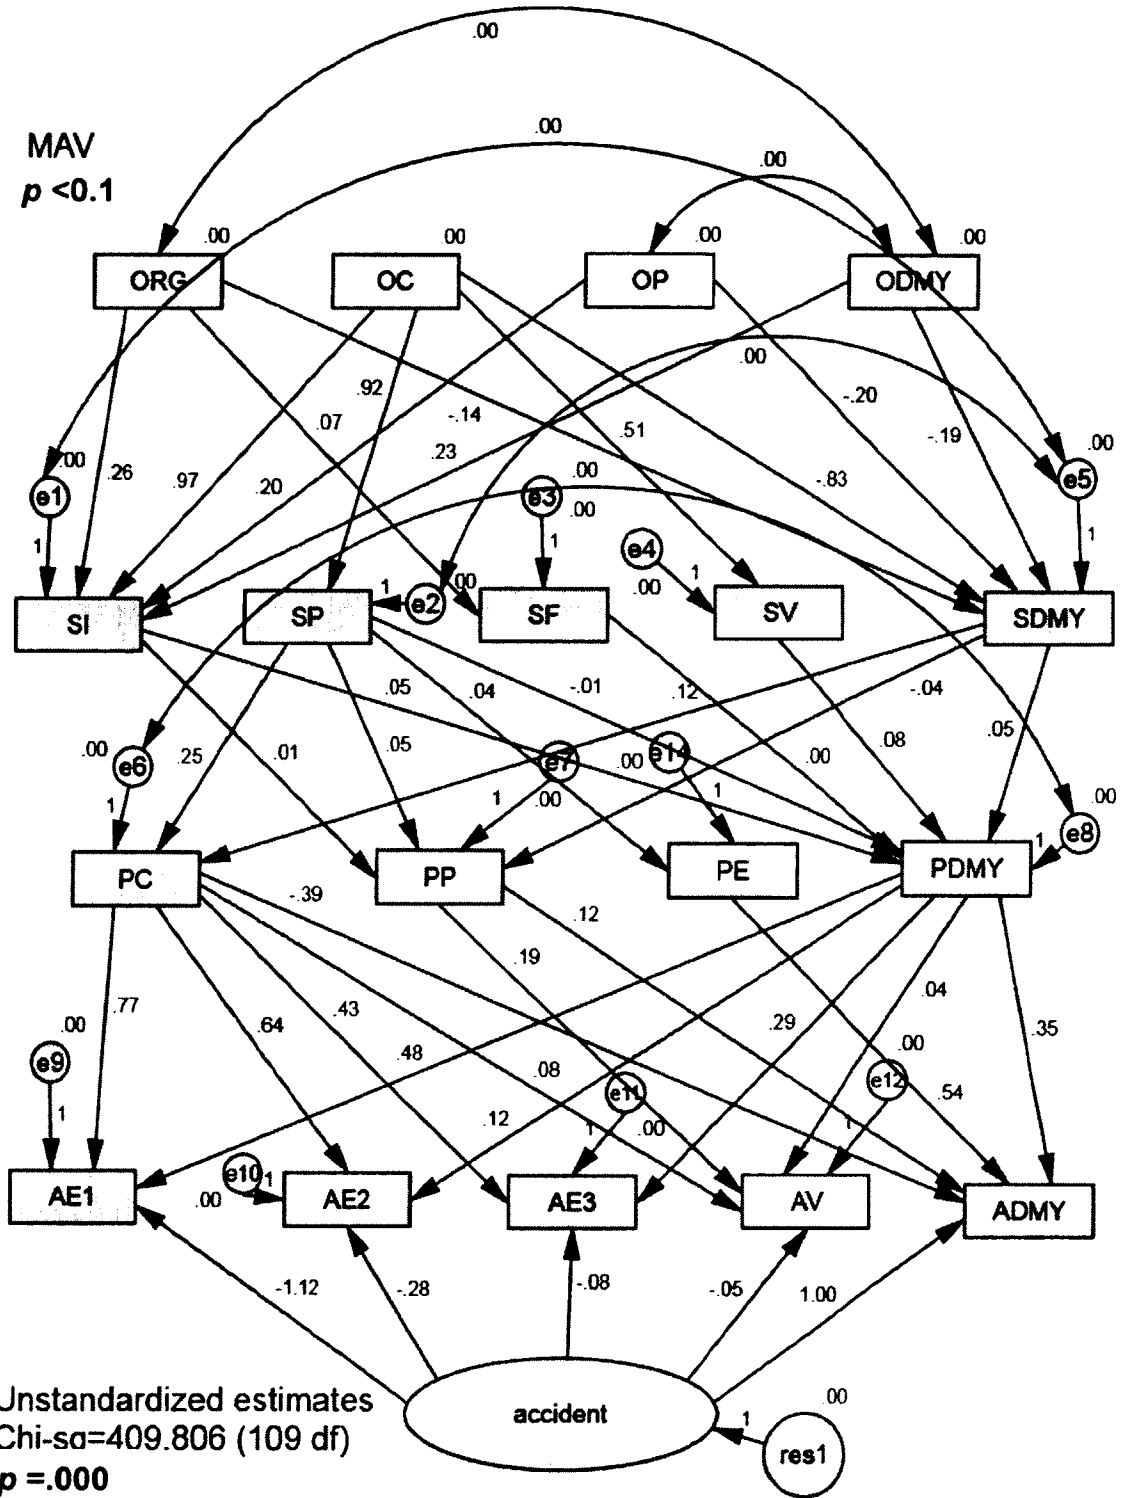 .00
.00
MAV
.00
p <0.1
.00
.00
.00
.00
ORG
OC
OP
ODMY
.00
.92
-.20
.07
-.14
.51
-.19
.00
.23
.00
.26
.97
.20
.00
-.83
e1
e3
e5
.00
1
1
e4
1
1
.00
1
.00
.00
e2
SI
SP
SF
SV
SDMY
.05
.04
-.01
.12
-.04
.00
.25
.01
.05
.00
.00
.08
.05
e6
e7
e14
1
1
.00
1
.00
1
e8
PC
PP
PE
PDMY
-.39
.12
.19
.77
.04
.00
.64
.43
.29
.35
.48
.00
e9
.08
e12
.54
1
.12
e11
1
.00
1
e10
1
.00
AE1
AE2
AE3
AV
ADMY
-1.12
-.28
-.08
-.05
1.00
Unstandardized estimates
.00
accident
1
Chi-sq=409.806 (109 df)
res1
p =.000